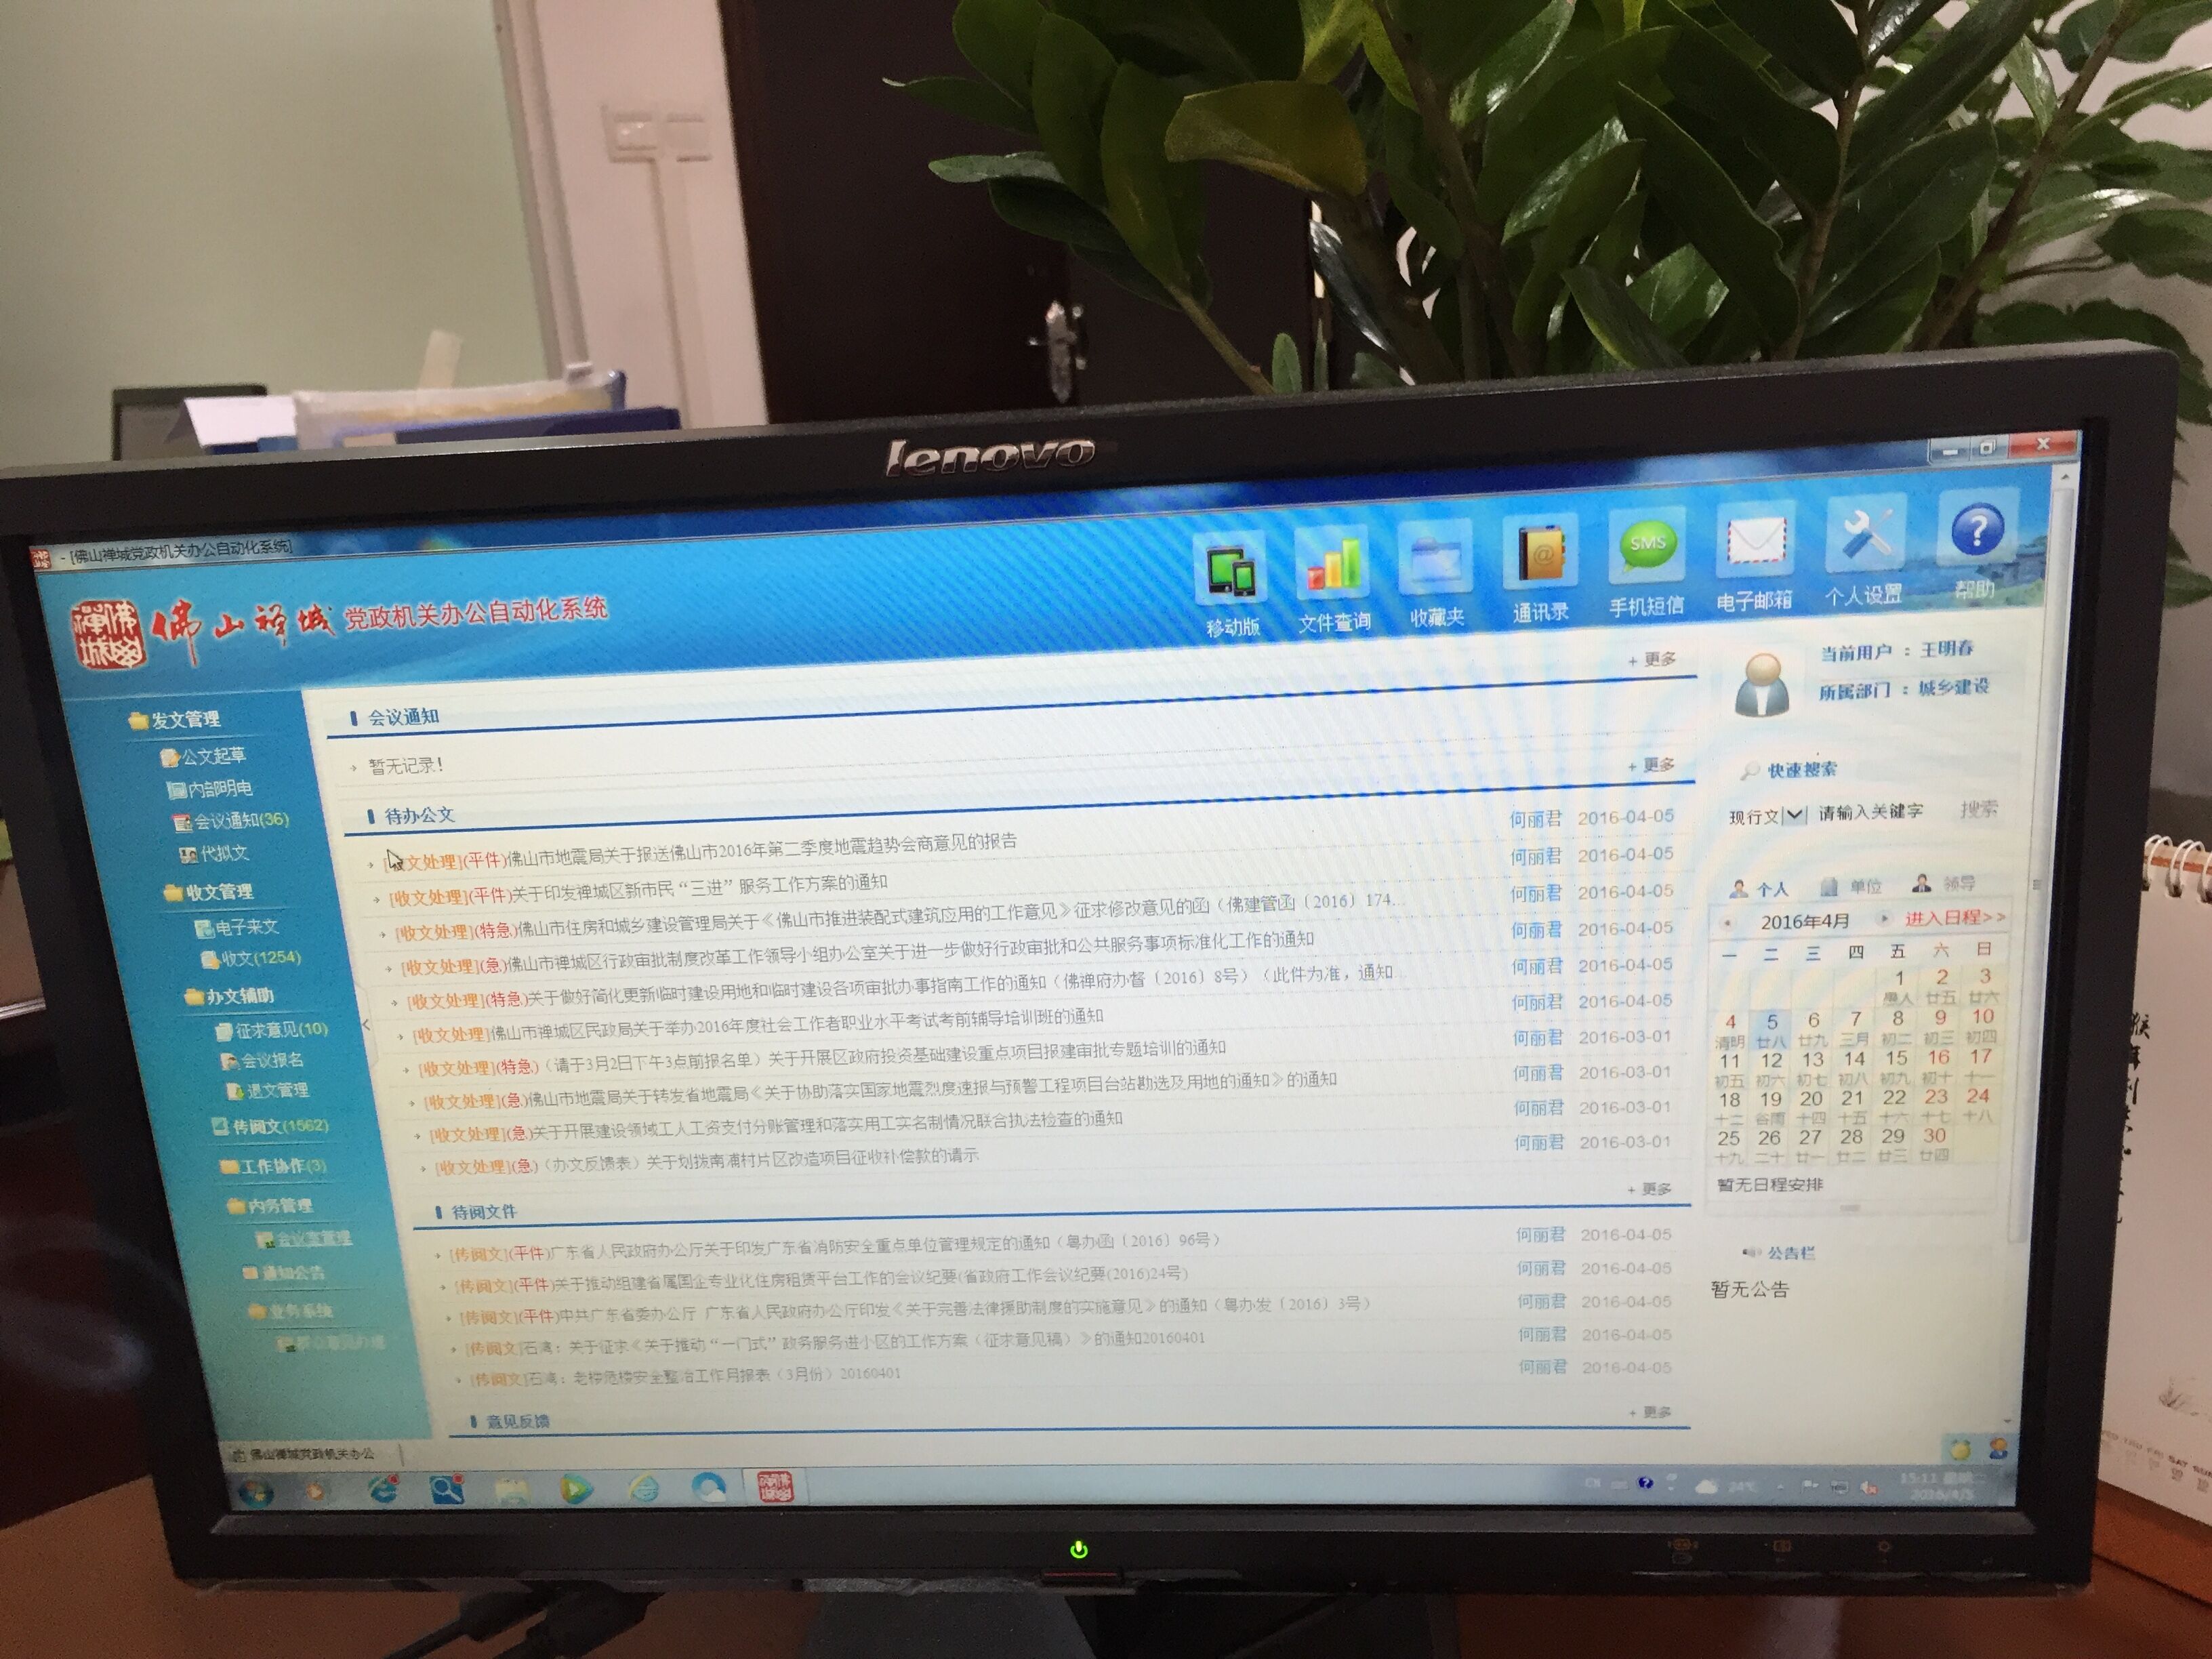 lenovo
- [佛山禅城党政机关办公自动化系统]
佛山禅城 党政机关办公自动化系统
移动版 文件查询 收藏夹 通讯录 手机短信 电子邮箱 个人设置 帮助
SMS
发文管理
公文起草
内部明电
会议通知(36)
代拟文
收文管理
电子来文
收文(1254)
办文辅助
征求意见(10)
会议报名
退文管理
传阅文(1562)
工作协作(3)
内务管理
会议室管理
通知公告
业务系统
会议通知 + 更多
暂无记录!
待办公文 + 更多
文处理](平件)佛山市地震局关于报送佛山市2016年第二季度地震趋势会商意见的报告 何丽君 2016-04-05
[收文处理](平件)关于印发禅城区新市民“三进”服务工作方案的通知 何丽君 2016-04-05
[收文处理](特急)佛山市住房和城乡建设管理局关于《佛山市推进装配式建筑应用的工作意见》征求修改意见的函（佛建管函〔2016〕174... 何丽君 2016-04-05
[收文处理](急)佛山市禅城区行政审批制度改革工作领导小组办公室关于进一步做好行政审批和公共服务事项标准化工作的通知 何丽君 2016-04-05
[收文处理](特急)关于做好简化更新临时建设用地和临时建设各项审批办事指南工作的通知（佛禅府办督〔2016〕8号）（此件为准，通知... 何丽君 2016-04-05
[收文处理]佛山市禅城区民政局关于举办2016年度社会工作者职业水平考试考前辅导培训班的通知 何丽君 2016-04-05
[收文处理](特急)（请于3月2日下午3点前报名单）关于开展区政府投资基础建设重点项目报建审批专题培训的通知 何丽君 2016-03-01
[收文处理](急)佛山市地震局关于转发省地震局《关于协助落实国家地震烈度速报与预警工程项目台站勘选及用地的通知》的通知 何丽君 2016-03-01
[收文处理](急)关于开展建设领域工人工资支付分账管理和落实用工实名制情况联合执法检查的通知 何丽君 2016-03-01
[收文处理](急)（办文反馈表）关于划拨南浦村片区改造项目征收补偿款的请示 何丽君 2016-03-01
待阅文件 + 更多
[传阅文](平件)广东省人民政府办公厅关于印发广东省消防安全重点单位管理规定的通知（粤办函〔2016〕96号） 何丽君 2016-04-05
[传阅文](平件)关于推动组建省属国企专业化住房租赁平台工作的会议纪要(省政府工作会议纪要(2016)24号) 何丽君 2016-04-05
[传阅文](平件)中共广东省委办公厅 广东省人民政府办公厅印发《关于完善法律援助制度的实施意见》的通知（粤办发〔2016〕3号） 何丽君 2016-04-05
[传阅文]石湾：关于征求《关于推动“一门式”政务服务进小区的工作方案（征求意见稿）》的通知20160401 何丽君 2016-04-05
[传阅文]石湾：老楼危楼安全整治工作月报表（3月份）20160401 何丽君 2016-04-05
意见反馈 + 更多
当前用户 ：王明春
所属部门 ：城乡建设
快速搜索
现行文 请输入关键字 搜索
个人 单位 领导
2016年4月 进入日程>>
一 二 三 四 五 六 日
1 2 3
愚人 廿五 廿六
4 5 6 7 8 9 10
清明 廿八 廿九 三月 初二 初三 初四
11 12 13 14 15 16 17
初五 初六 初七 初八 初九 初十 十一
18 19 20 21 22 23 24
十二 谷雨 十四 十五 十六 十七 十八
25 26 27 28 29 30
十九 二十 廿一 廿二 廿三 廿四
暂无日程安排
公告栏
暂无公告
佛山禅城党政机关办公